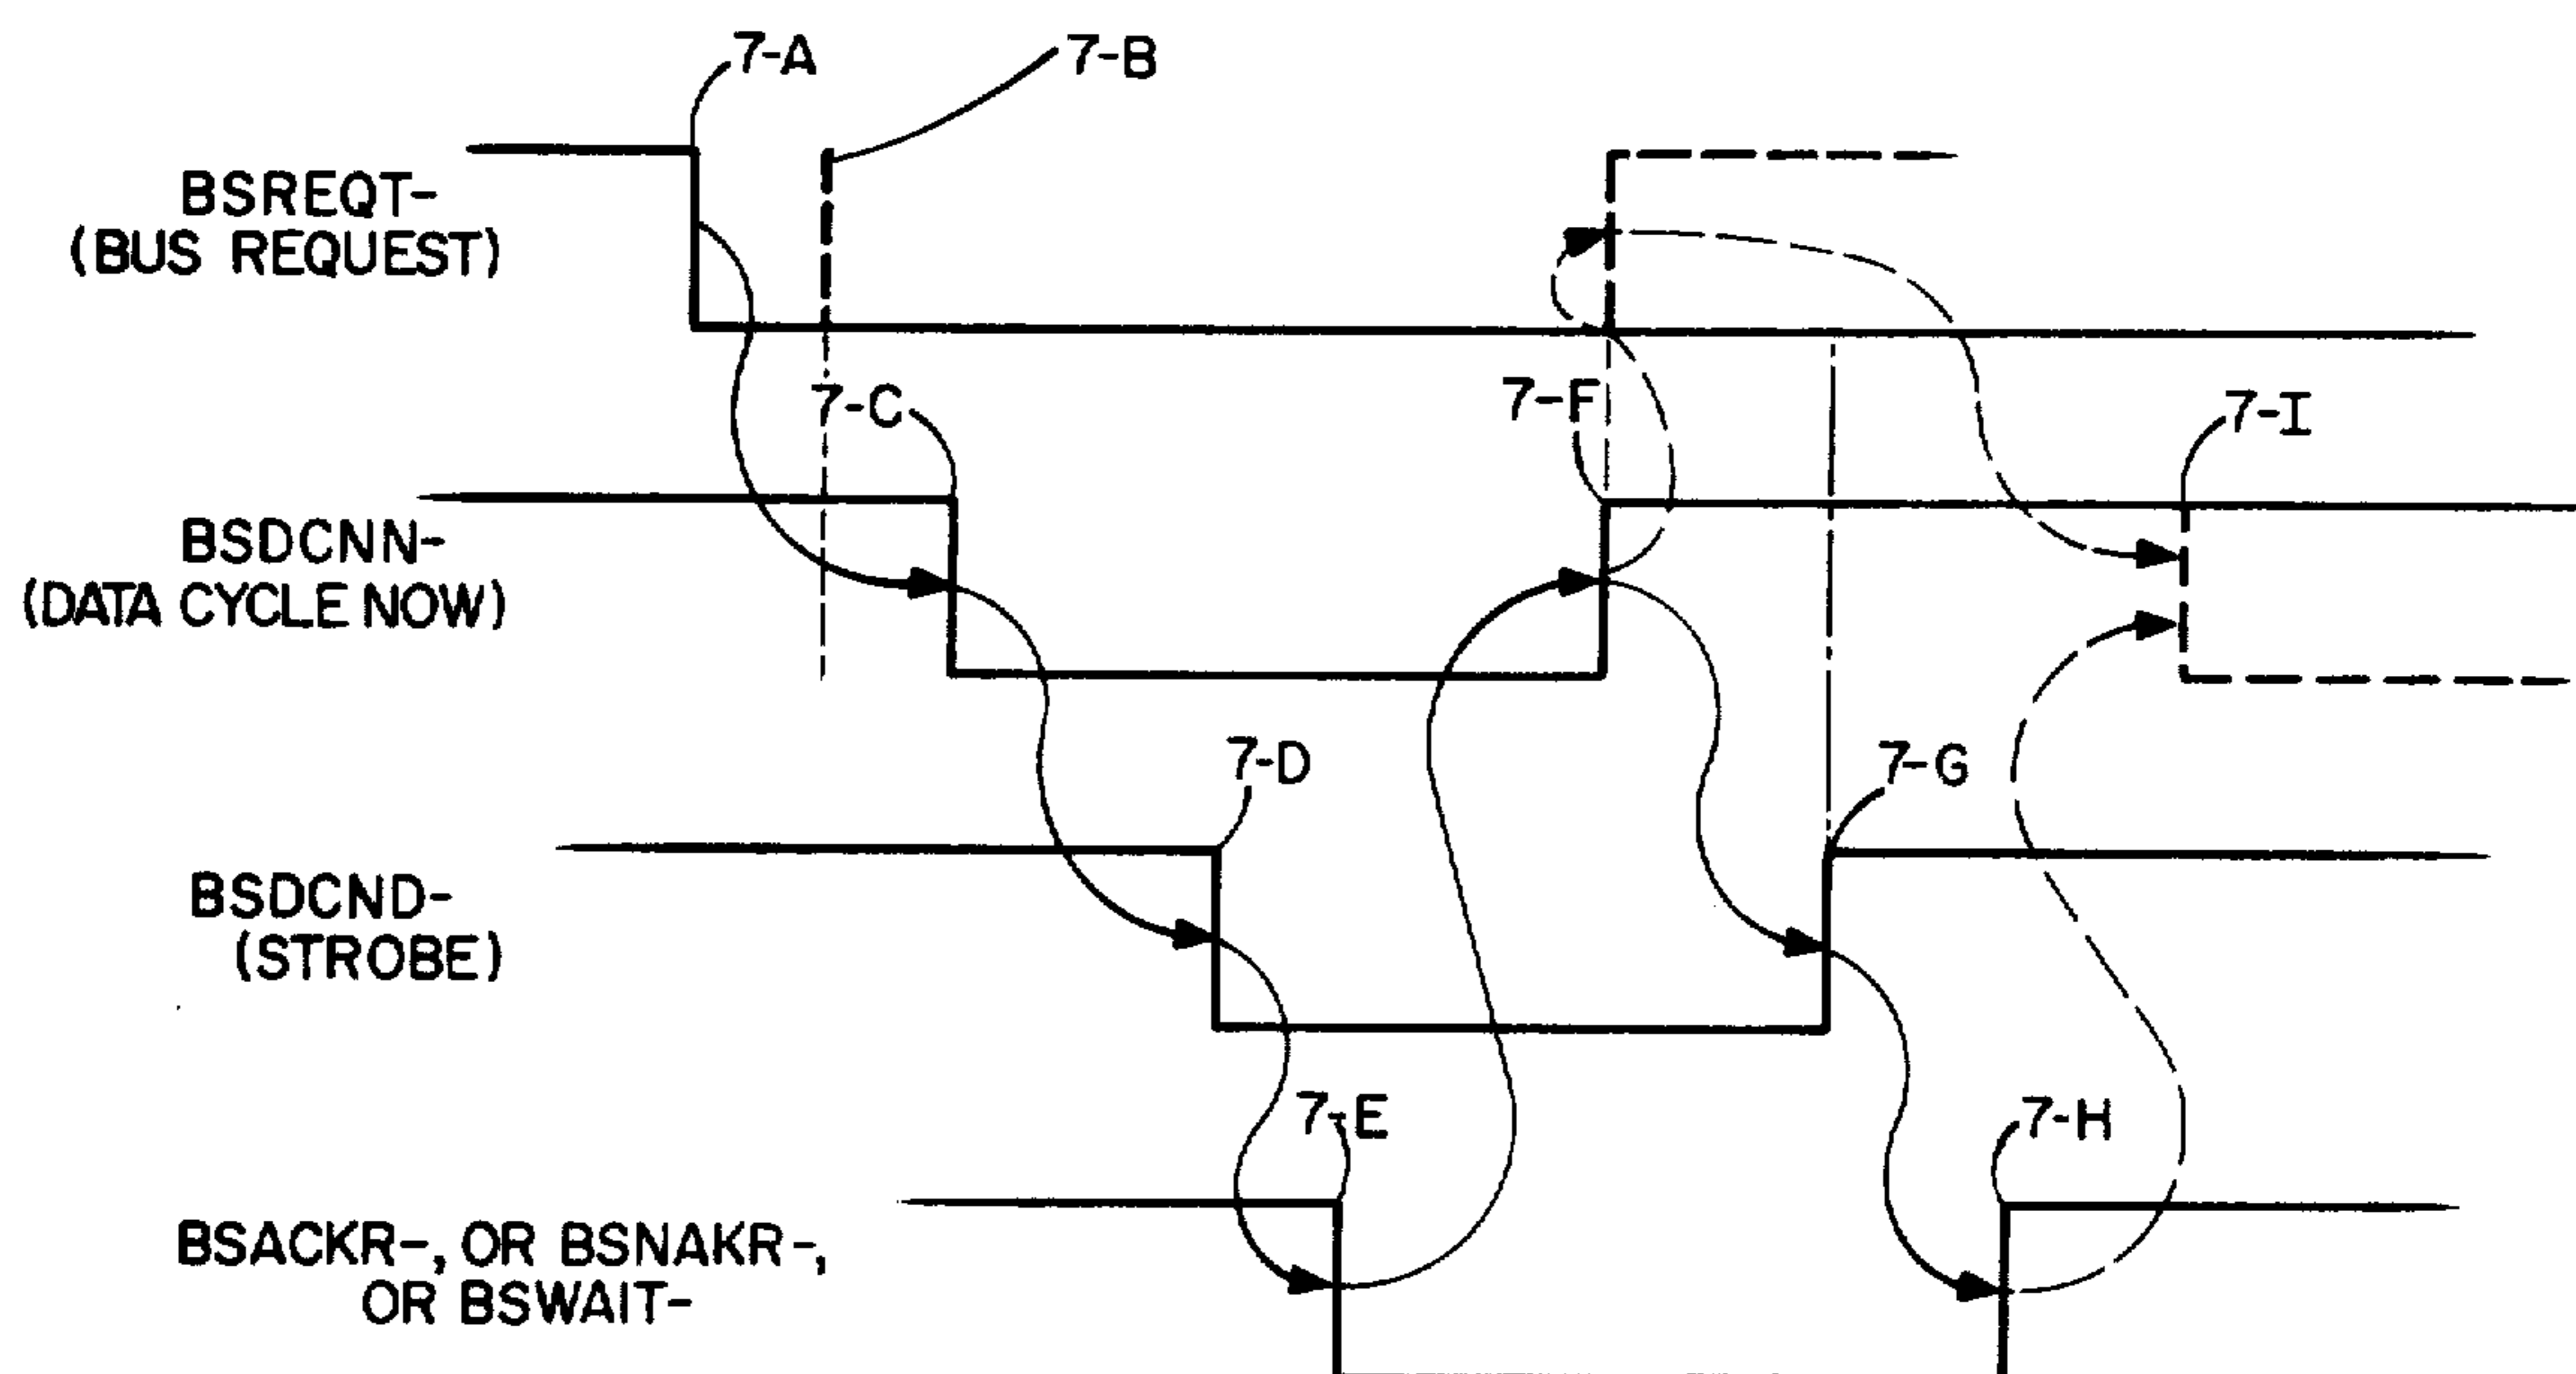 7-A
7-B
BSREQT-
(BUS REQUEST)
7-C
7-F
7-I
BSDCNN-
(DATA CYCLE NOW)
7-D
7-G
BSDCND-
(STROBE)
7-E
7-H
BSACKR-, OR BSNAKR-,
OR BSWAIT-